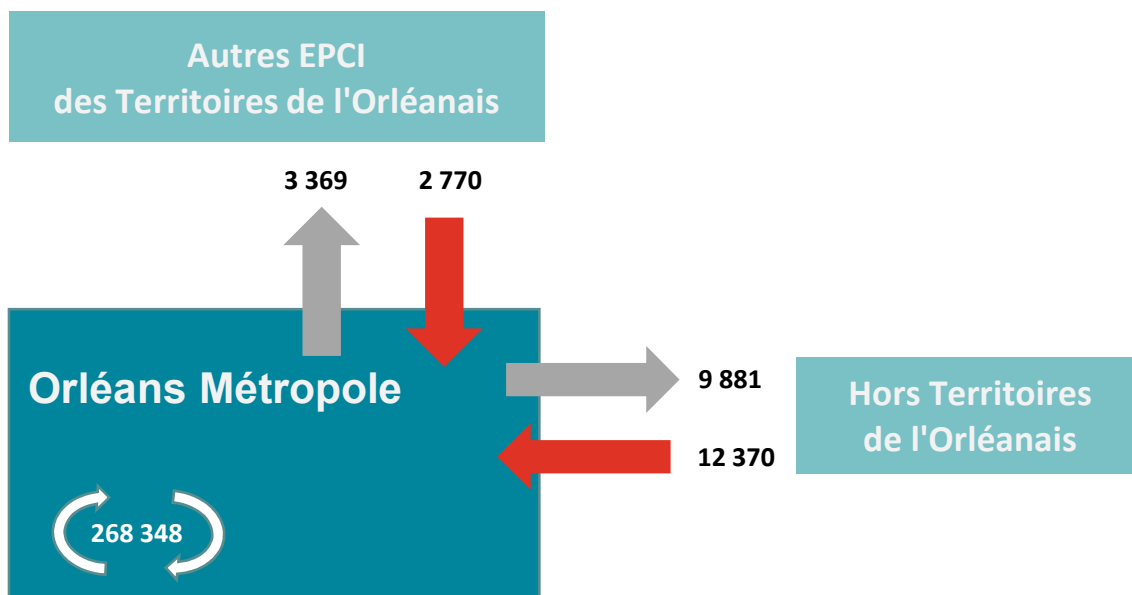 Autres EPCI
des Territoires de l'Orléanais
3 369
2 770
Orléans Métropole
9 881
Hors Territoires
de l'Orléanais
12 370
268 348